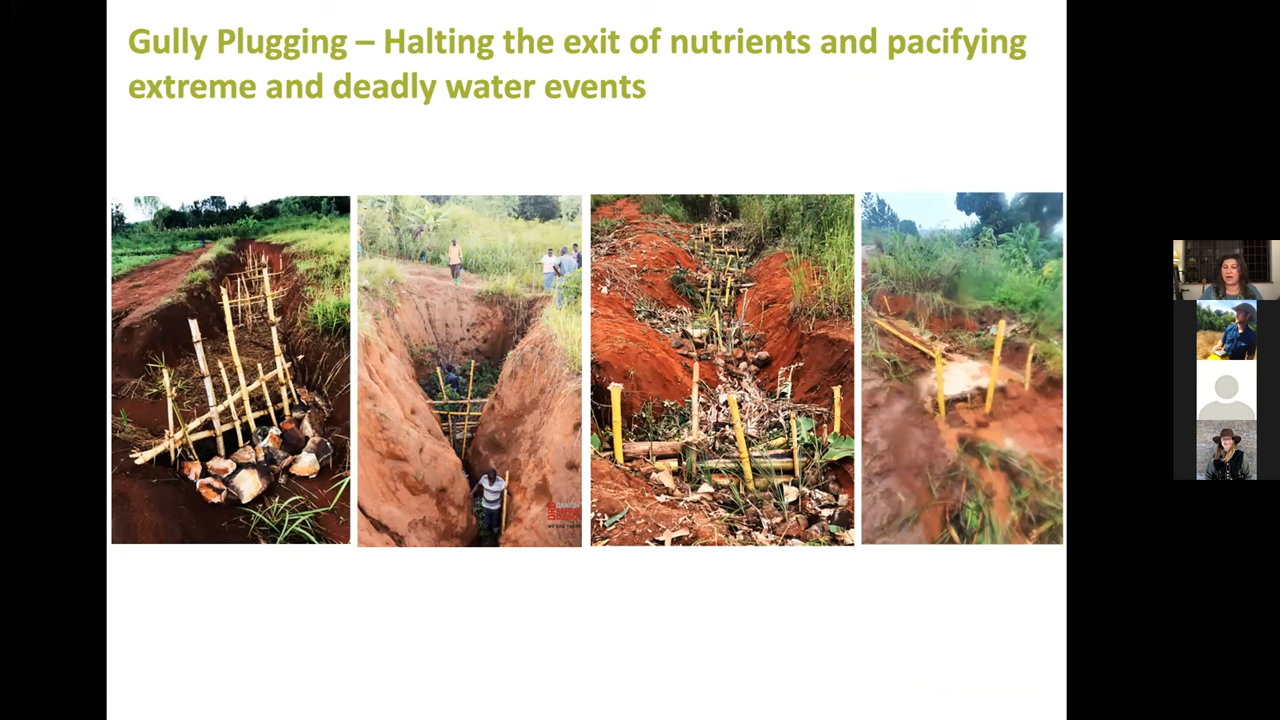 Gully Plugging – Halting the exit of nutrients and pacifying
extreme and deadly water events